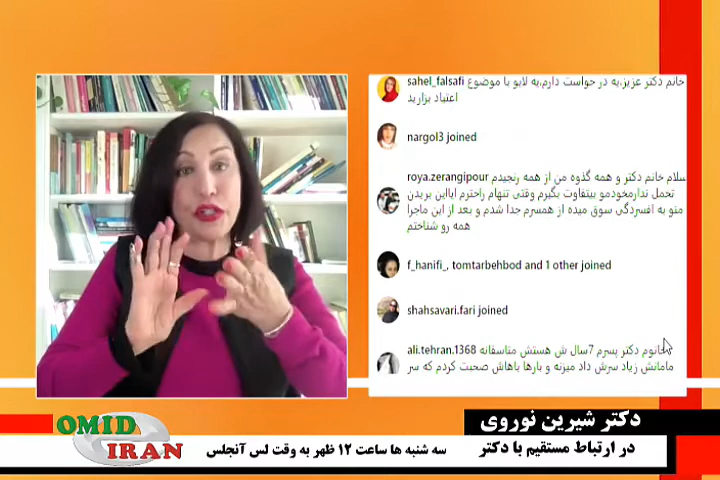 sahel_falsafi خانم دکتر عزیز،یه در خواست دارم،یه لایو با موضوع
اعتیاد بزارید
nargol3 joined
roya.zerangipour سلام خانم دکتر و همه گذوه من از همه رنجیدم
تحمل ندارمخودمو بیتفاوت بگیرم وقتی تنهام راحترم ایااین بریدن
منو به افسردگی سوق میده از همسرم جدا شدم و بعد از این ماجرا
همه رو شناختم
f_hanifi_, tomtarbehbod and 1 other joined
shahsavari.fari joined
ali.tehran.1368 خانوم دکتر پسرم 7سال ش هستش متاسفانه
مامانش زیاد سرش داد میزنه و بارها باهاش صحبت کردم که سر
دکتر شیرین نوروی
OMID
IRAN
در ارتباط مستقیم با دکتر
سه شنبه ها ساعت ۱۲ ظهر به وقت لس آنجلس